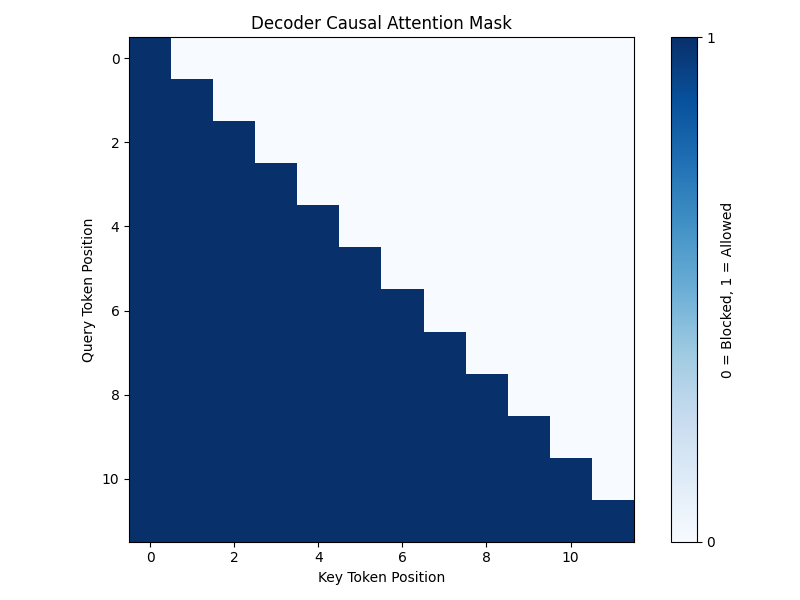 Decoder Causal Attention Mask
0
2
4
6
8
10
Query Token Position
0 2 4 6 8 10
Key Token Position
1
0
0 = Blocked, 1 = Allowed